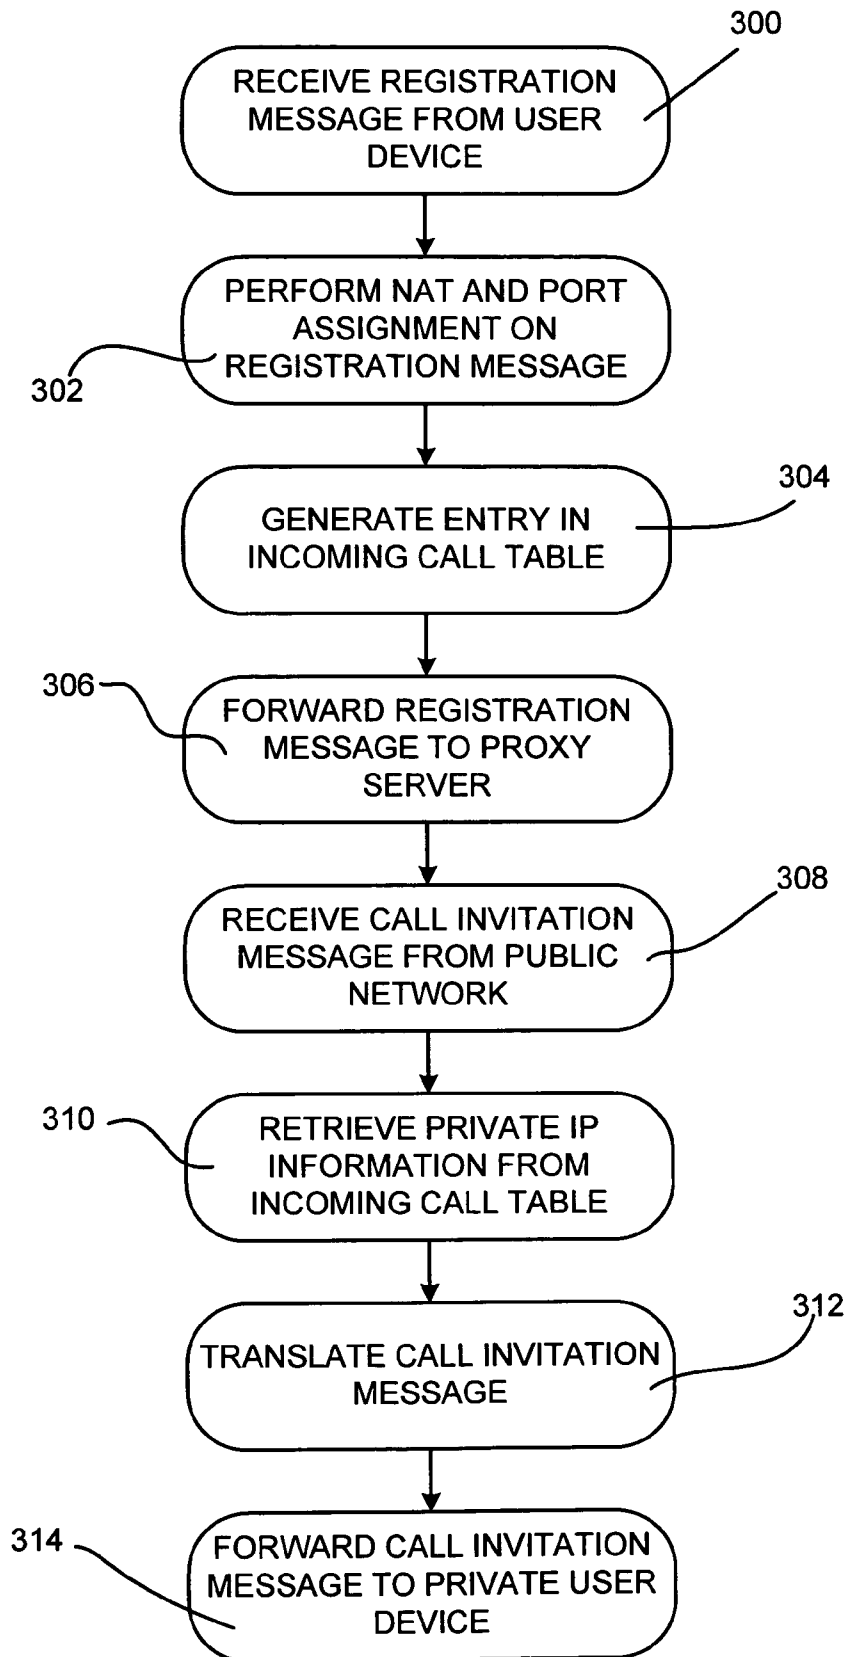 300
RECEIVE REGISTRATION
MESSAGE FROM USER
DEVICE
PERFORM NAT AND PORT
ASSIGNMENT ON
REGISTRATION MESSAGE
302
304
GENERATE ENTRY IN
INCOMING CALL TABLE
306
FORWARD REGISTRATION
MESSAGE TO PROXY
SERVER
308
RECEIVE CALL INVITATION
MESSAGE FROM PUBLIC
NETWORK
310
RETRIEVE PRIVATE IP
INFORMATION FROM
INCOMING CALL TABLE
312
TRANSLATE CALL INVITATION
MESSAGE
314
FORWARD CALL INVITATION
MESSAGE TO PRIVATE USER
DEVICE